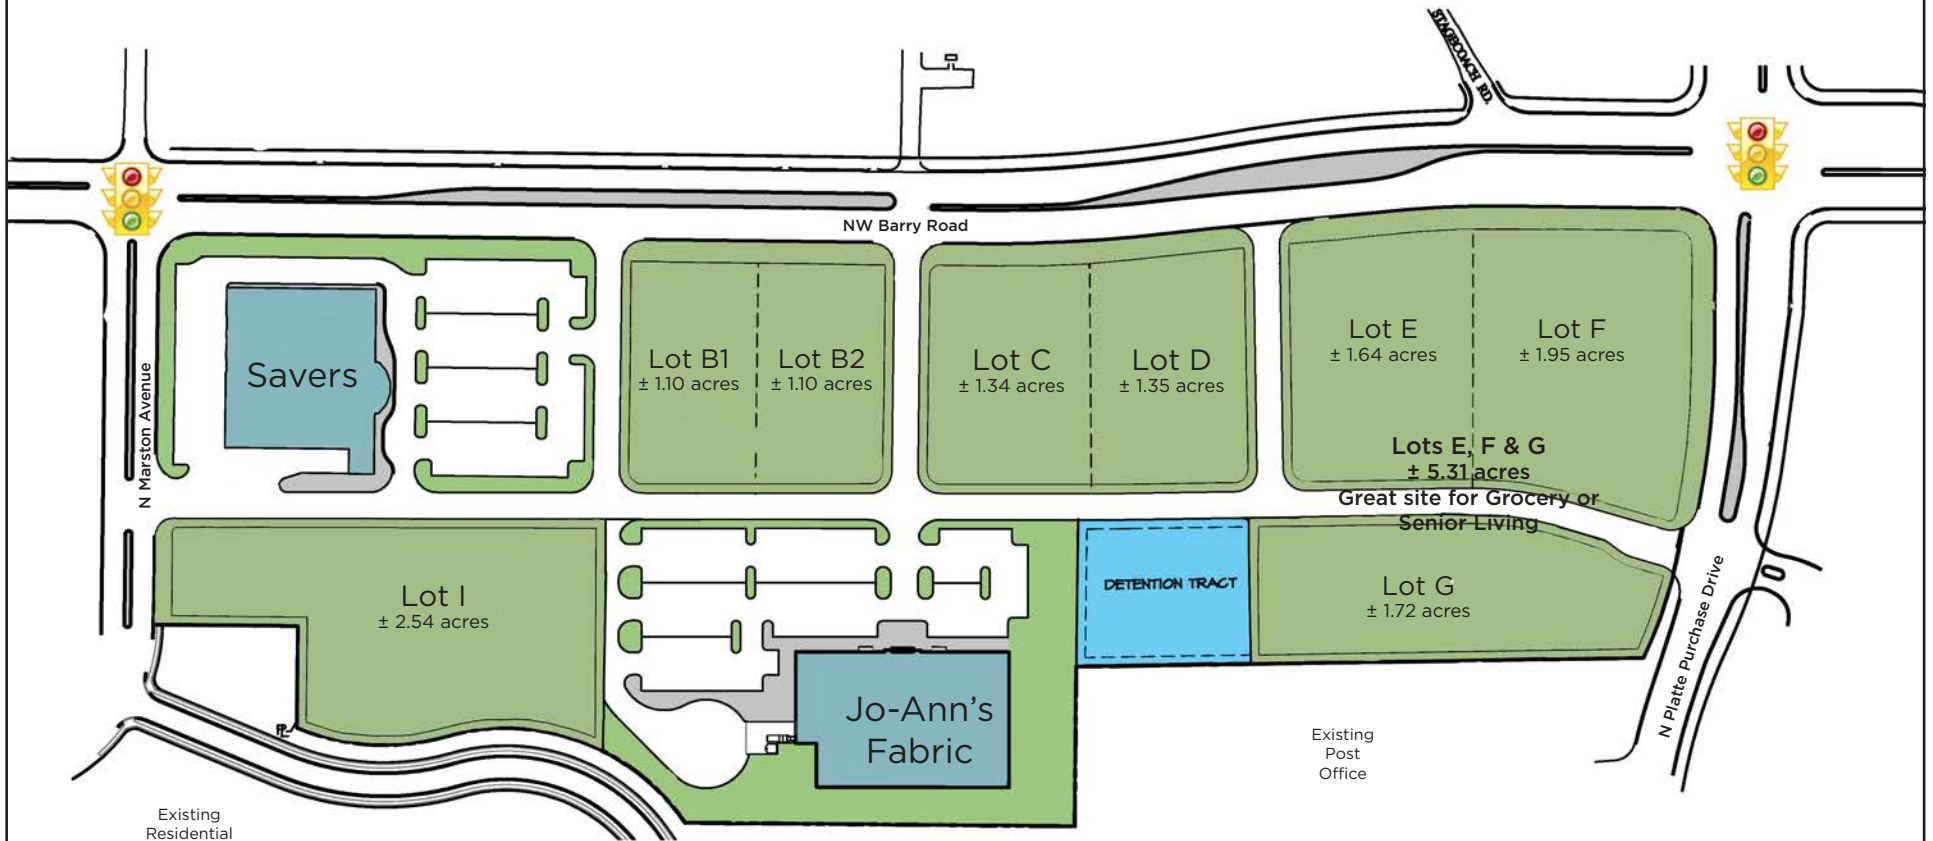 STAGECOACH RD.
NW Barry Road
N Marston Avenue
Savers
Lot B1
± 1.10 acres
Lot B2
± 1.10 acres
Lot C
± 1.34 acres
Lot D
± 1.35 acres
Lot E
± 1.64 acres
Lot F
± 1.95 acres
Lots E, F & G
± 5.31 acres
Great site for Grocery or
Senior Living
Lot I
± 2.54 acres
DETENTION TRACT
Lot G
± 1.72 acres
N Platte Purchase Drive
Jo-Ann's
Fabric
PL
Existing
Post
Office
Existing
Residential